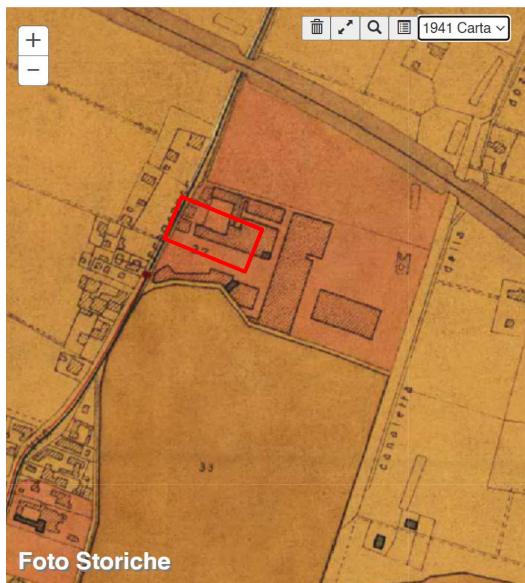 +
−
1941 Carta
della
canaletta
33
Foto Storiche